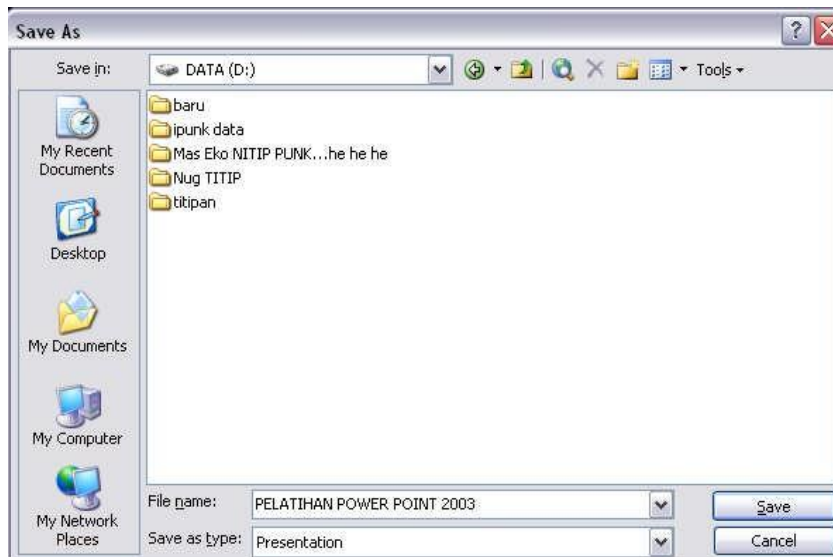 Save As
Save in:
DATA (D:)
Tools
My Recent
Documents
Desktop
My Documents
My Computer
My Network
Places
baru
ipunk data
Mas Eko NITIP PUNK...he he he
Nug TITIP
titipan
File name:
PELATIHAN POWER POINT 2003
Save
Save as type:
Presentation
Cancel